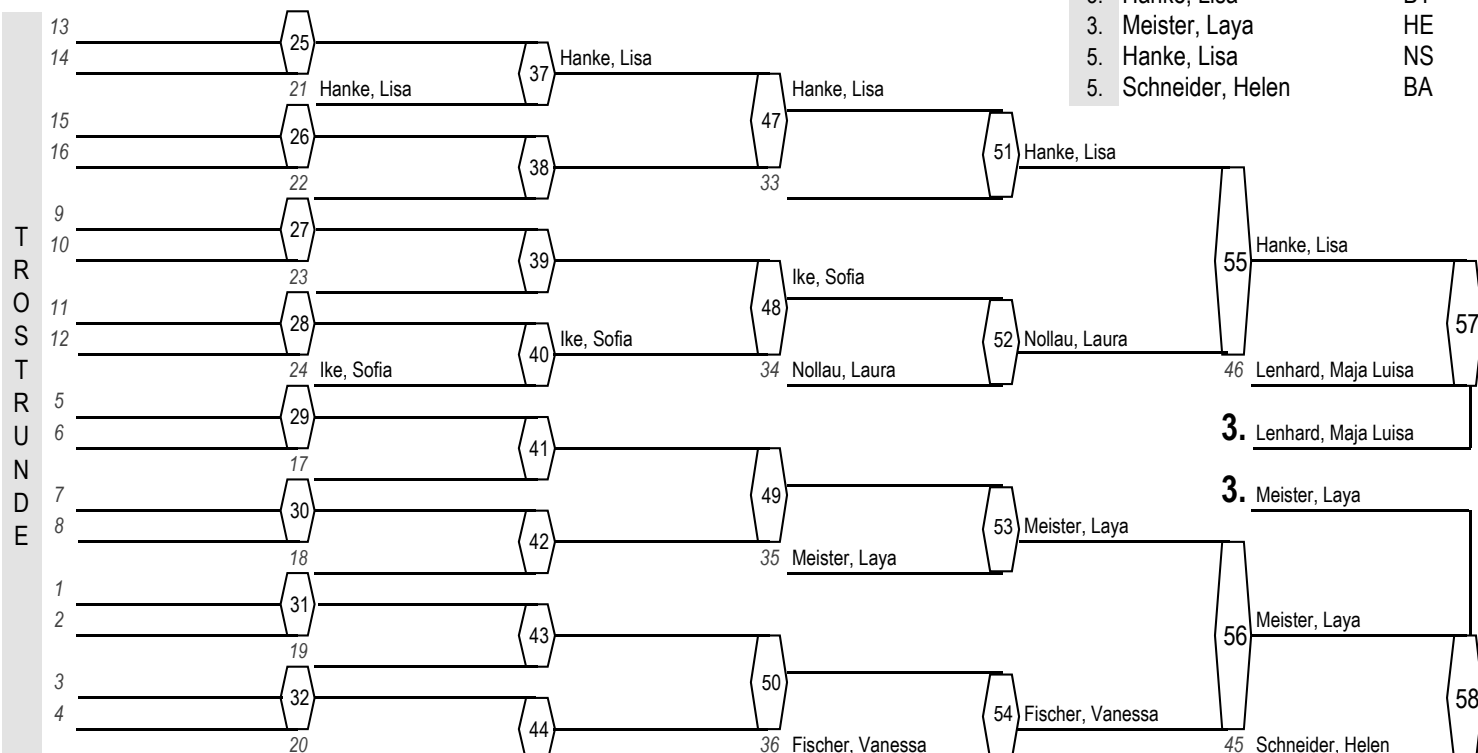 3. Meister, Laya HE
5. Hanke, Lisa NS
5. Schneider, Helen BA
TROSTRUNDE
13
14
25
21 Hanke, Lisa
37 Hanke, Lisa
15
16
26
22
38
47 Hanke, Lisa
33
51 Hanke, Lisa
9
10
27
23
39
11
12
28
24 Ike, Sofia
40 Ike, Sofia
48 Ike, Sofia
34 Nollau, Laura
52 Nollau, Laura
55 Hanke, Lisa
46 Lenhard, Maja Luisa
57
3. Lenhard, Maja Luisa
5
6
29
17
41
7
8
30
18
42
49
35 Meister, Laya
53 Meister, Laya
3. Meister, Laya
1
2
31
19
43
3
4
32
20
44
50
36 Fischer, Vanessa
54 Fischer, Vanessa
56 Meister, Laya
45 Schneider, Helen
58